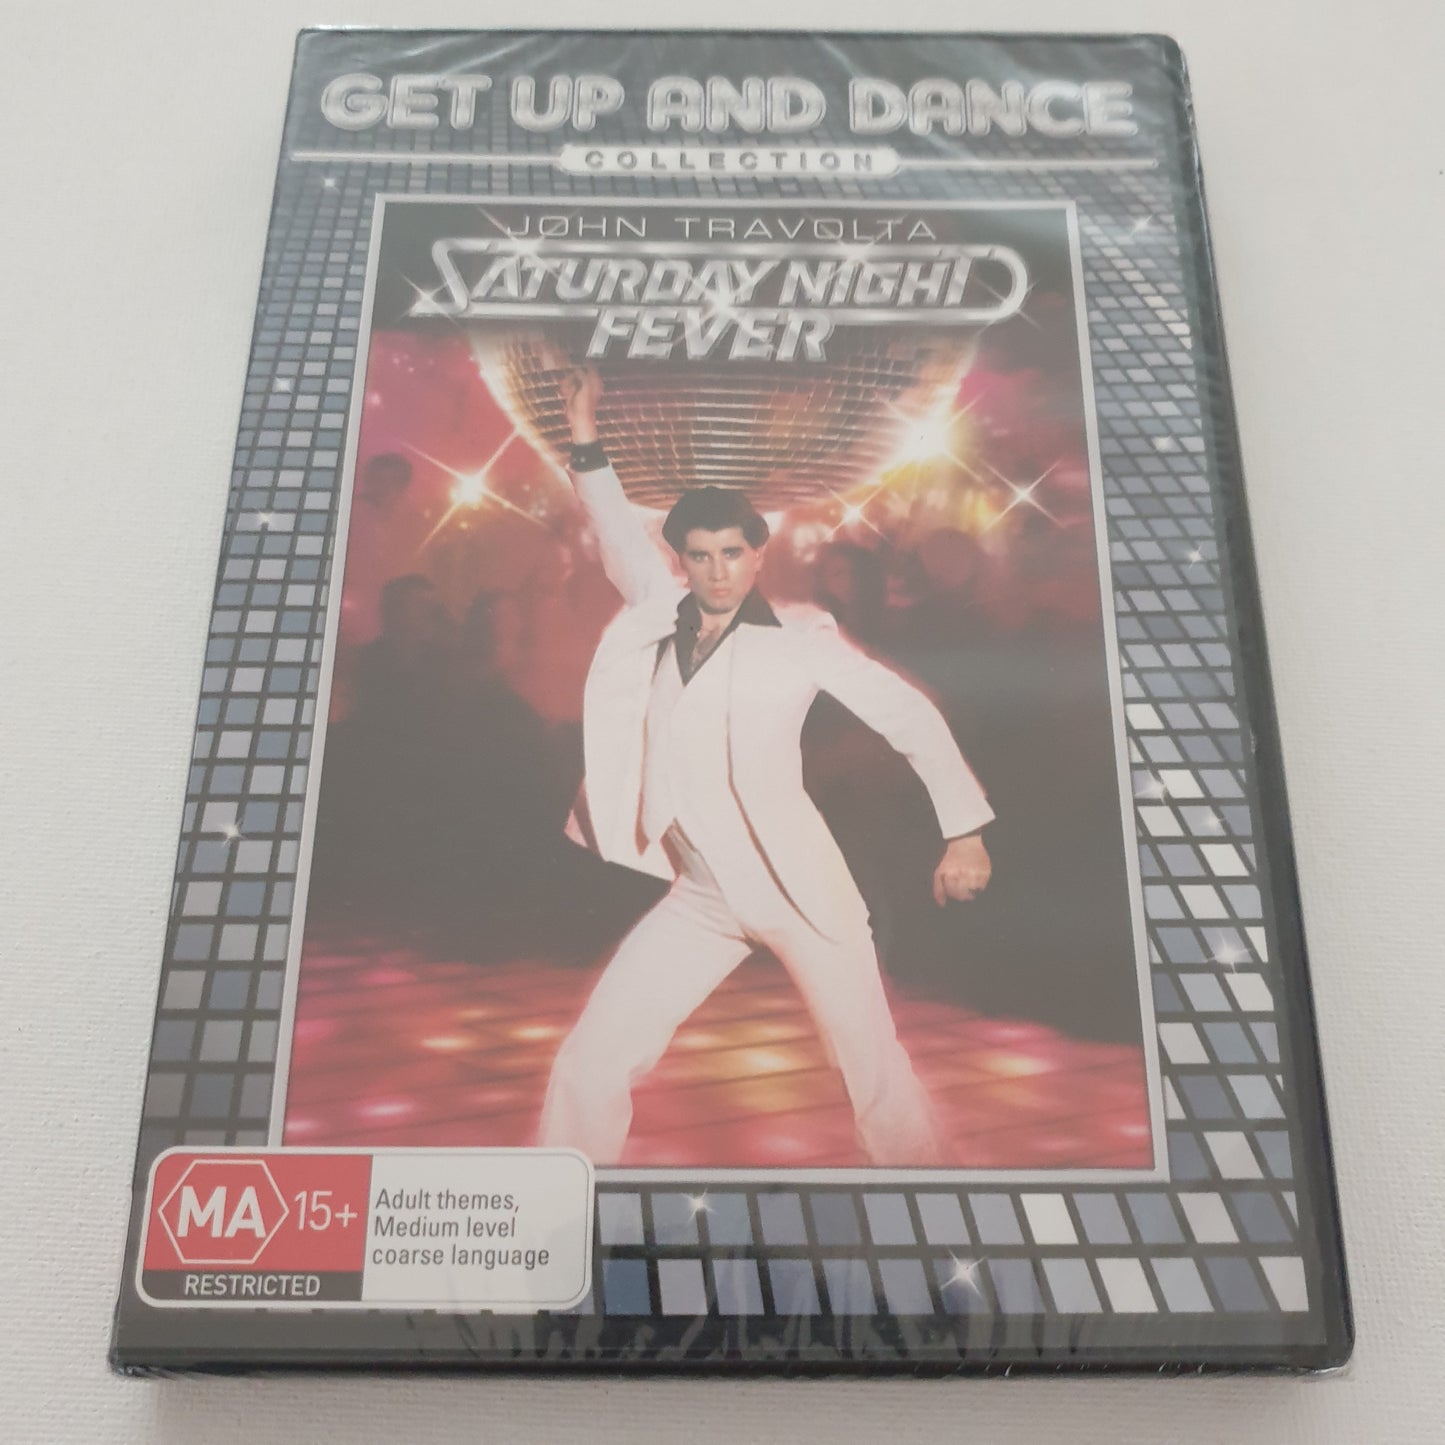 GET UP AND DANCE
COLLECTION
JOHN TRAVOLTA
SATURDAY NIGHT
FEVER
MA 15+
RESTRICTED
Adult themes,
Medium level
coarse language